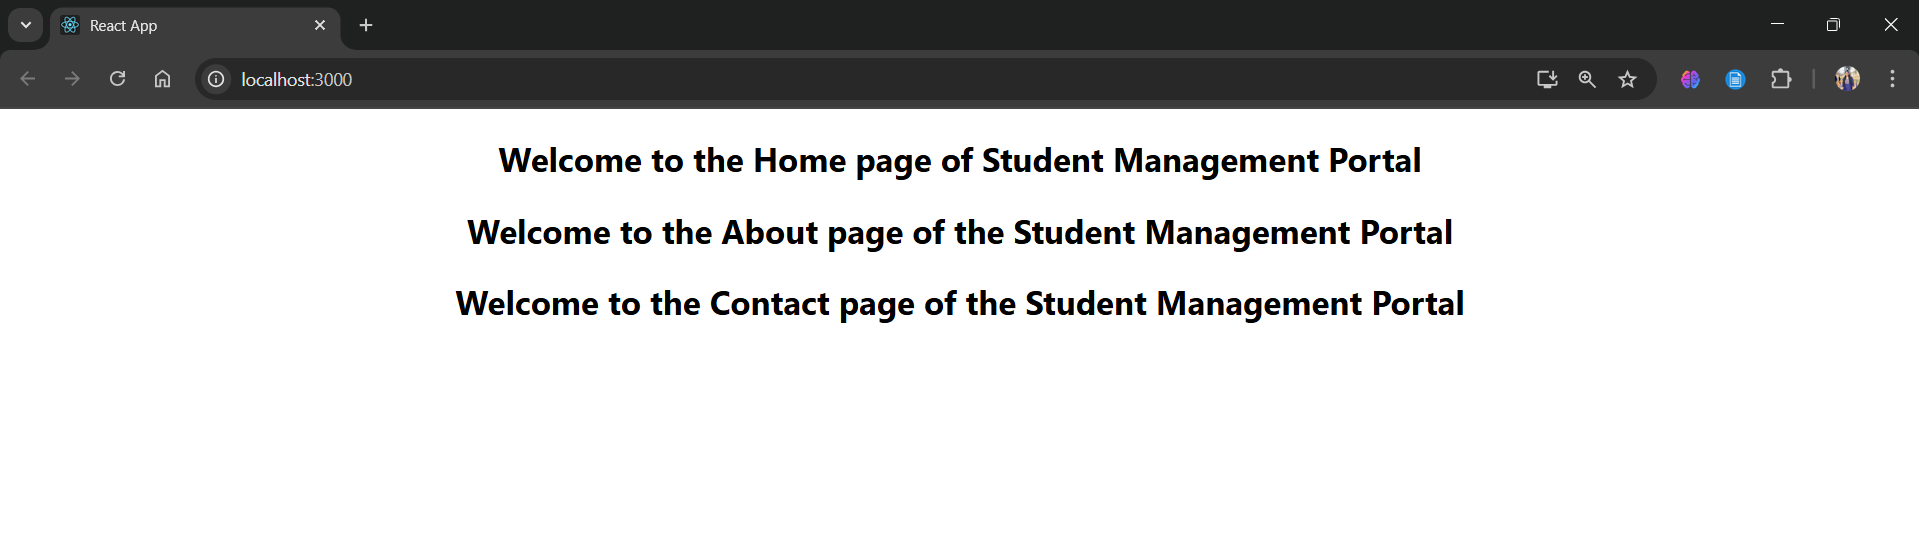 React App
localhost:3000
Welcome to the Home page of Student Management Portal
Welcome to the About page of the Student Management Portal
Welcome to the Contact page of the Student Management Portal